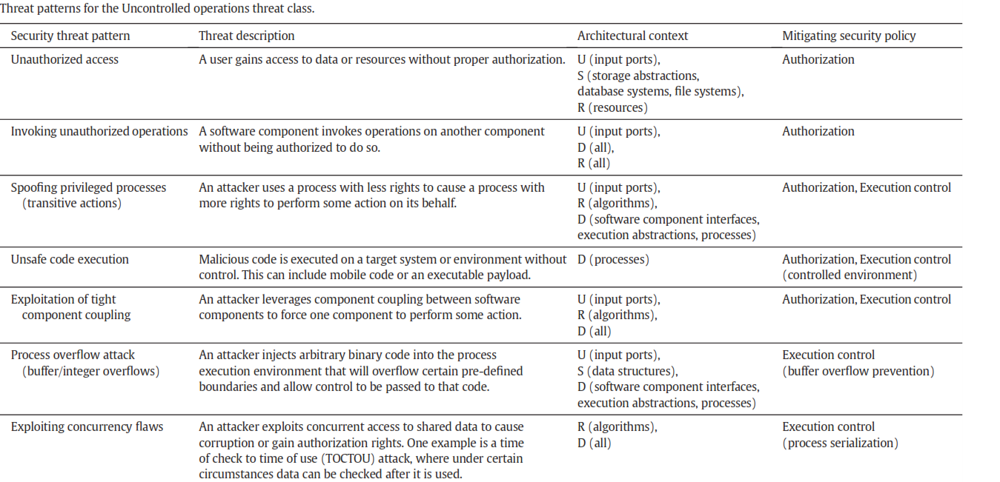 Threat patterns for the Uncontrolled operations threat class.
Security threat pattern Threat description Architectural context Mitigating security policy
Unauthorized access A user gains access to data or resources without proper authorization. U (input ports), Authorization
S (storage abstractions,
database systems, file systems),
R (resources)
Invoking unauthorized operations A software component invokes operations on another component U (input ports), Authorization
without being authorized to do so. D (all),
R (all)
Spoofing privileged processes An attacker uses a process with less rights to cause a process with U (input ports), Authorization, Execution control
(transitive actions) more rights to perform some action on its behalf. R (algorithms),
D (software component interfaces,
execution abstractions, processes)
Unsafe code execution Malicious code is executed on a target system or environment without D (processes) Authorization, Execution control
control. This can include mobile code or an executable payload. (controlled environment)
Exploitation of tight An attacker leverages component coupling between software U (input ports), Authorization, Execution control
component coupling components to force one component to perform some action. R (algorithms),
D (all)
Process overflow attack An attacker injects arbitrary binary code into the process U (input ports), Execution control
(buffer/integer overflows) execution environment that will overflow certain pre-defined S (data structures), (buffer overflow prevention)
boundaries and allow control to be passed to that code. D (software component interfaces,
execution abstractions, processes)
Exploiting concurrency flaws An attacker exploits concurrent access to shared data to cause R (algorithms), Execution control
corruption or gain authorization rights. One example is a time D (all) (process serialization)
of check to time of use (TOCTOU) attack, where under certain
circumstances data can be checked after it is used.